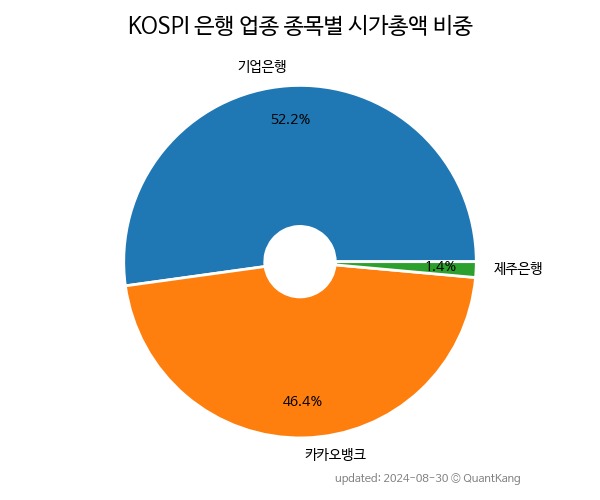 KOSPI 은행 업종 종목별 시가총액 비중
기업은행
52.2%
1.4%
제주은행
46.4%
카카오뱅크
updated: 2024-08-30 © QuantKang